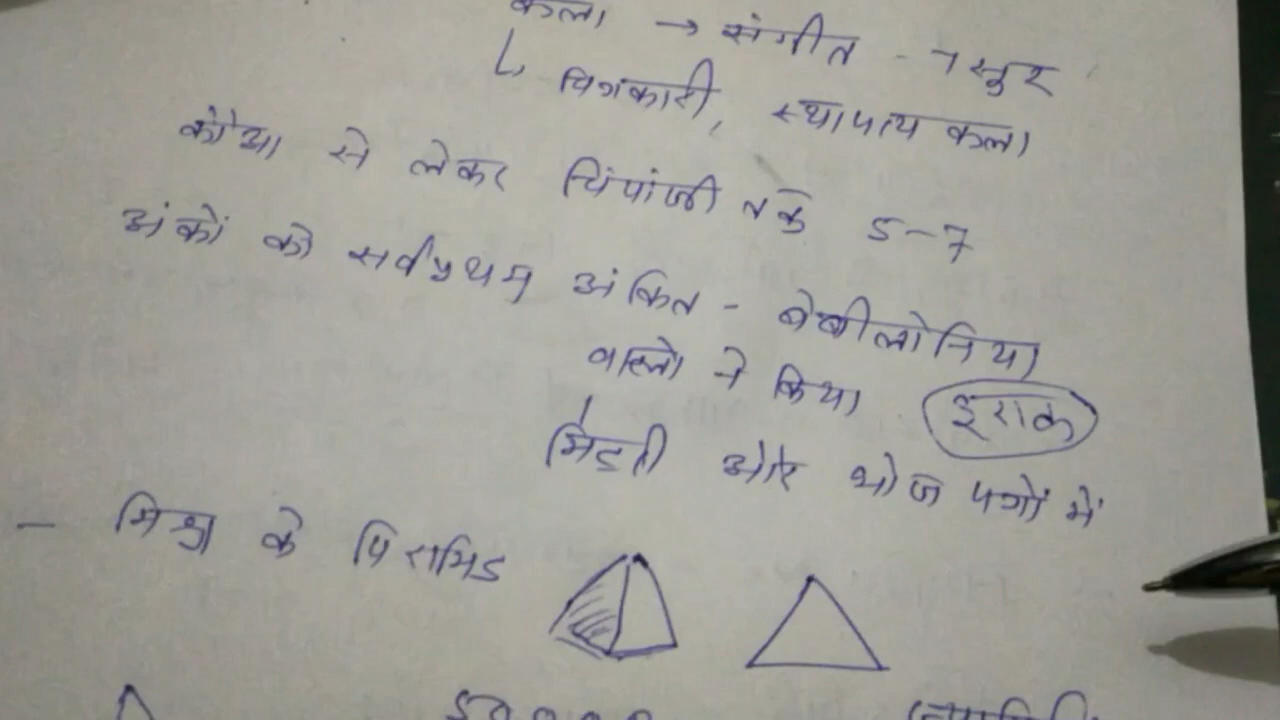 कला → संगीत - 7 सुर
↳ चित्रकारी, स्थापत्य कला
कौआ से लेकर चिंपांजी तक 5-7
अंकों को सर्वप्रथम अंकित - बेबीलोनिया
वालो ने किया इराक
मिट्टी और भोज पत्रों में
- मिश्र के पिरामिड